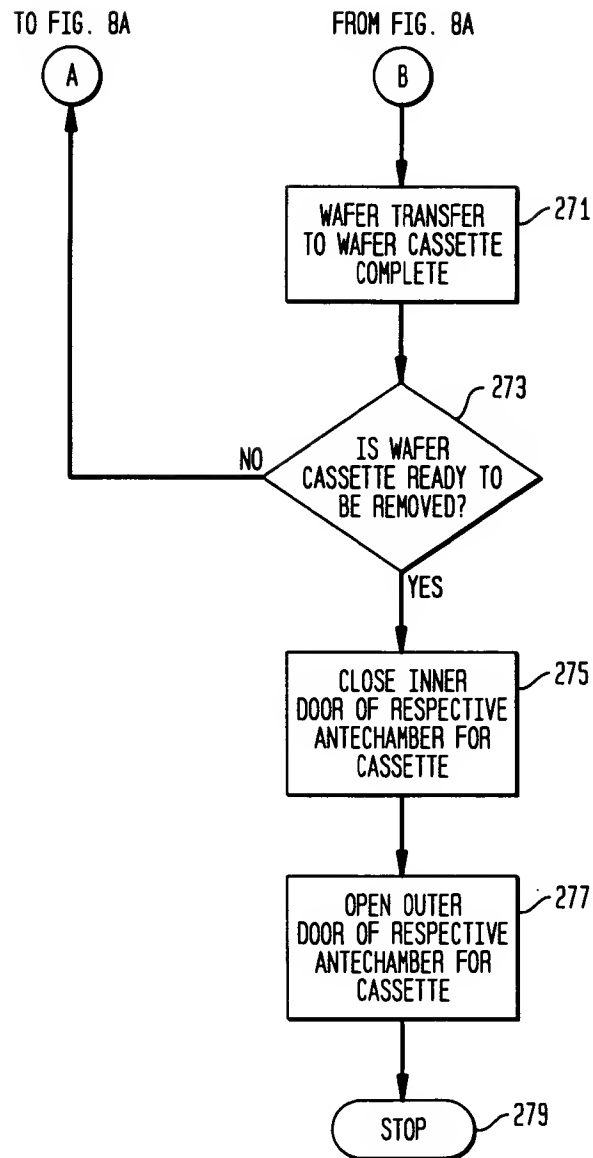 TO FIG. 8A
FROM FIG. 8A
A
B
WAFER TRANSFER
TO WAFER CASSETTE
COMPLETE
271
273
IS WAFER
CASSETTE READY TO
BE REMOVED?
NO
YES
CLOSE INNER
DOOR OF RESPECTIVE
ANTECHAMBER FOR
CASSETTE
275
OPEN OUTER
DOOR OF RESPECTIVE
ANTECHAMBER FOR
CASSETTE
277
STOP
279